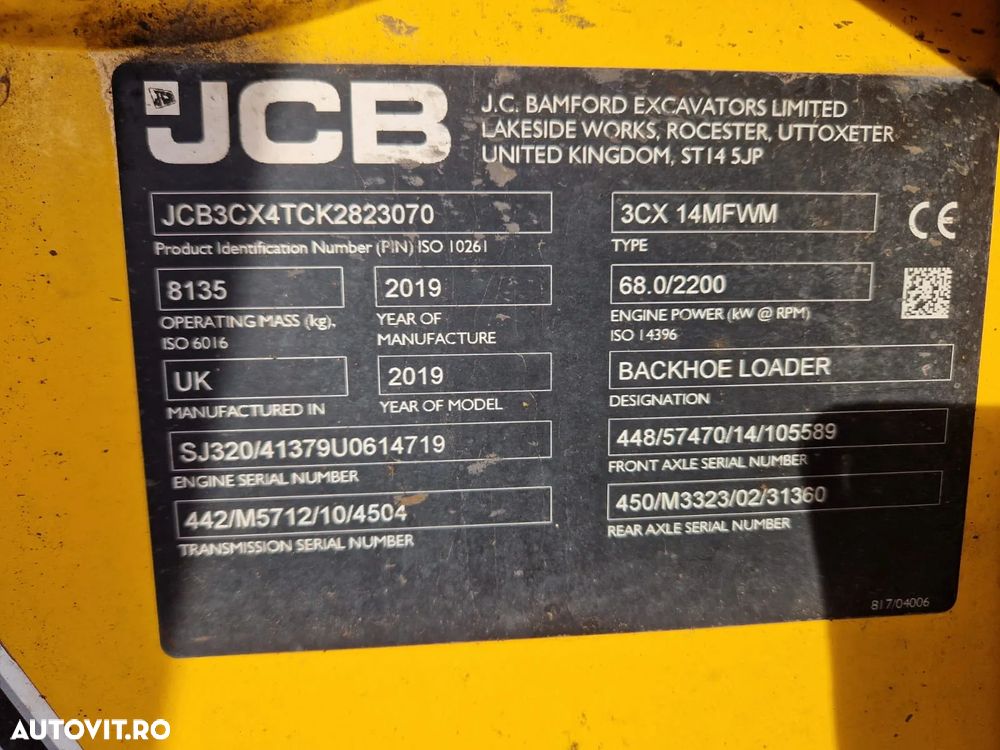 JCB
J.C. BAMFORD EXCAVATORS LIMITED
LAKESIDE WORKS, ROCESTER, UTTOXETER
UNITED KINGDOM, ST14 5JP
JCB3CX4TCK2823070
Product Identification Number (PIN) ISO 10261
3CX 14MFWM
TYPE
CE
8135
OPERATING MASS (kg),
ISO 6016
2019
YEAR OF
MANUFACTURE
68.0/2200
ENGINE POWER (kW @ RPM)
ISO 14396
UK
MANUFACTURED IN
2019
YEAR OF MODEL
BACKHOE LOADER
DESIGNATION
SJ320/41379U0614719
ENGINE SERIAL NUMBER
448/57470/14/105589
FRONT AXLE SERIAL NUMBER
442/M5712/10/4504
TRANSMISSION SERIAL NUMBER
450/M3323/02/31360
REAR AXLE SERIAL NUMBER
817/04006
AUTOVIT.RO